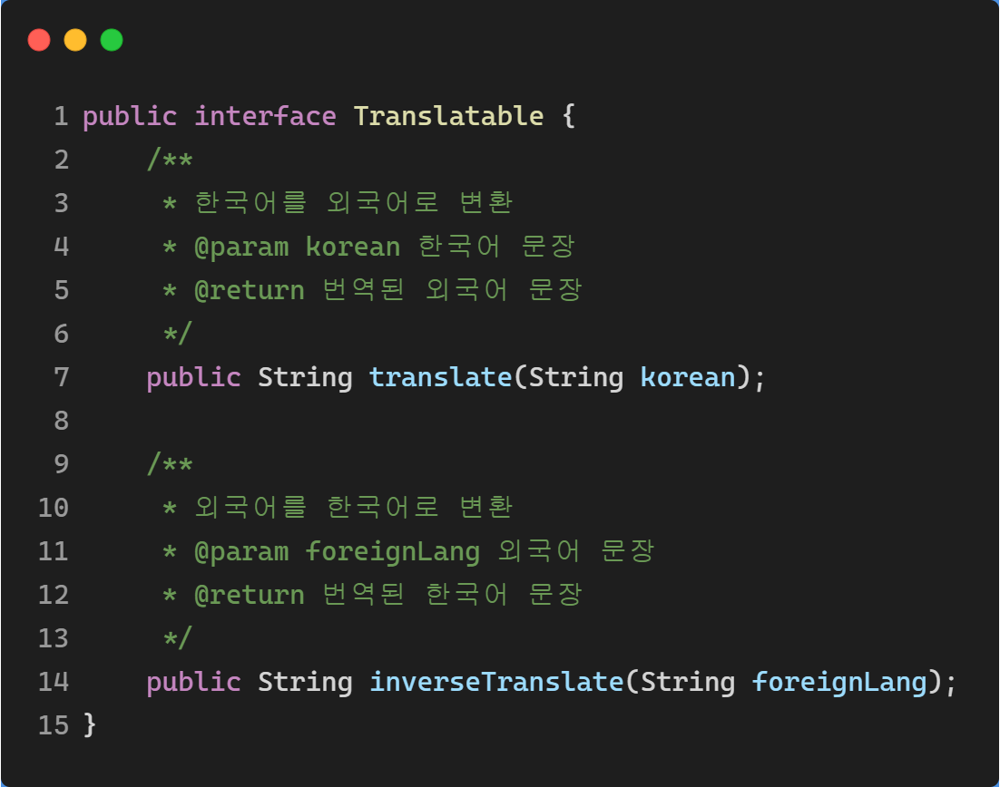 1 public interface Translatable {
2     /**
3      * 한국어를 외국어로 변환
4      * @param korean 한국어 문장
5      * @return 번역된 외국어 문장
6      */
7     public String translate(String korean);
8
9     /**
10      * 외국어를 한국어로 변환
11      * @param foreignLang 외국어 문장
12      * @return 번역된 한국어 문장
13      */
14     public String inverseTranslate(String foreignLang);
15 }